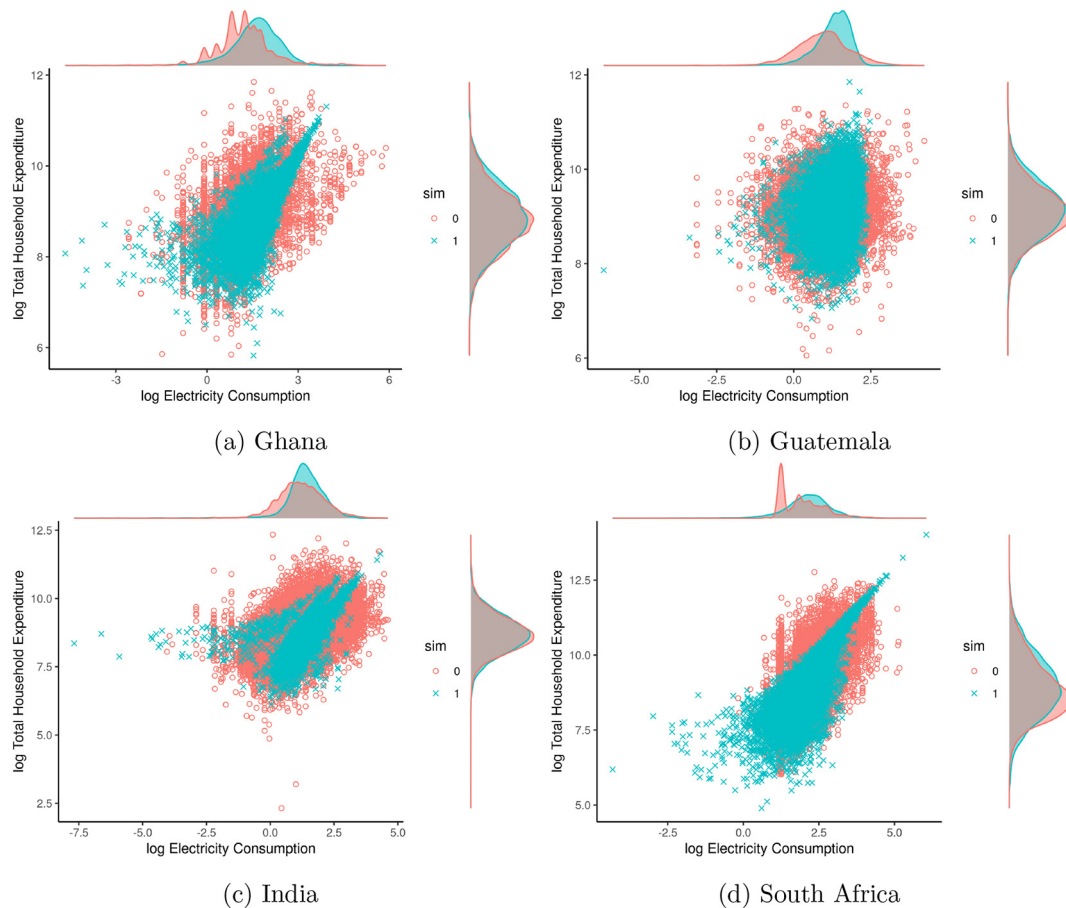 12
10
8
6
log Total Household Expenditure
-3
0
3
6
log Electricity Consumption
sim
0
1
(a) Ghana
12
10
8
6
log Total Household Expenditure
-5.0
-2.5
0.0
2.5
log Electricity Consumption
sim
0
1
(b) Guatemala
12.5
10.0
7.5
5.0
2.5
log Total Household Expenditure
-7.5
-5.0
-2.5
0.0
2.5
5.0
log Electricity Consumption
sim
0
1
(c) India
12.5
10.0
7.5
5.0
log Total Household Expenditure
-2.5
0.0
2.5
5.0
log Electricity Consumption
sim
0
1
(d) South Africa